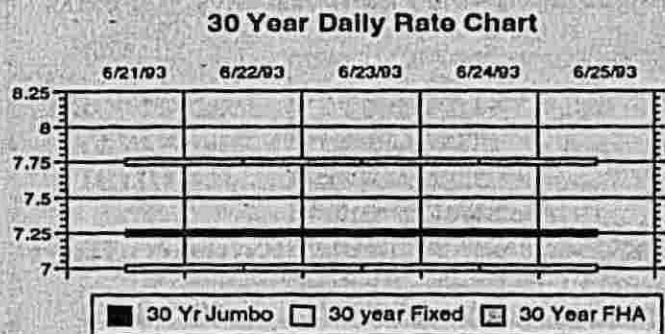 30 Year Daily Rate Chart
6/21/93 6/22/93 6/23/93 6/24/93 6/25/93
8.25
8
7.75
7.5
7.25
7
30 Yr Jumbo 30 year Fixed 30 Year FHA